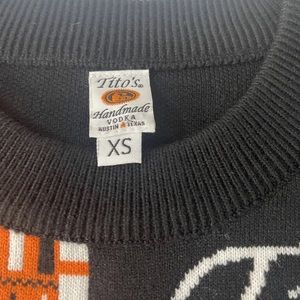 Tito's®
Handmade
VODKA
AUSTIN TEXAS
XS